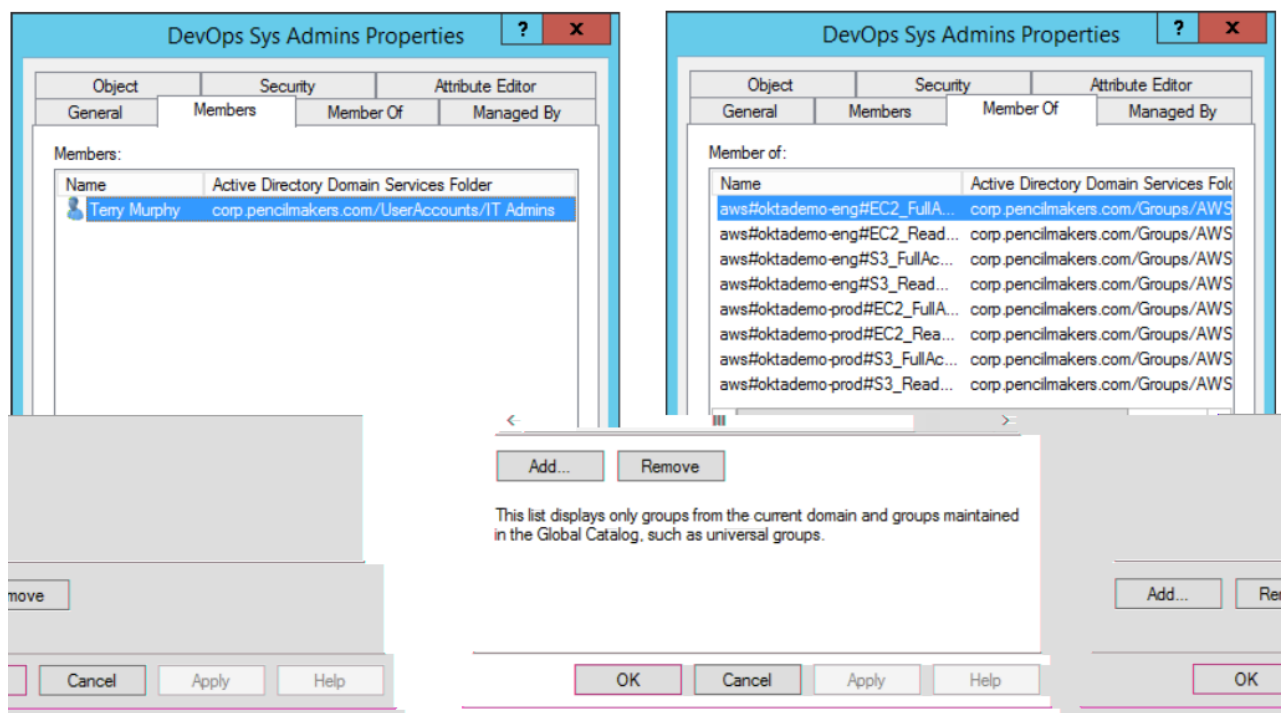 DevOps Sys Admins Properties ? x
Object Security Attribute Editor
General Members Member Of Managed By
Members:
Name Active Directory Domain Services Folder
Terry Murphy corp.pencilmakers.com/UserAccounts/IT Admins
DevOps Sys Admins Properties ? x
Object Security Attribute Editor
General Members Member Of Managed By
Member of:
Name Active Directory Domain Services Folc
aws#oktademo-eng#EC2_FullA... corp.pencilmakers.com/Groups/AWS
aws#oktademo-eng#EC2_Read... corp.pencilmakers.com/Groups/AWS
aws#oktademo-eng#S3_FullAc... corp.pencilmakers.com/Groups/AWS
aws#oktademo-eng#S3_Read... corp.pencilmakers.com/Groups/AWS
aws#oktademo-prod#EC2_FullA... corp.pencilmakers.com/Groups/AWS
aws#oktademo-prod#EC2_Rea... corp.pencilmakers.com/Groups/AWS
aws#oktademo-prod#S3_FullAc... corp.pencilmakers.com/Groups/AWS
aws#oktademo-prod#S3_Read... corp.pencilmakers.com/Groups/AWS
move
Cancel Apply Help
Add... Remove
This list displays only groups from the current domain and groups maintained
in the Global Catalog, such as universal groups.
OK Cancel Apply Help
Add... Re
OK